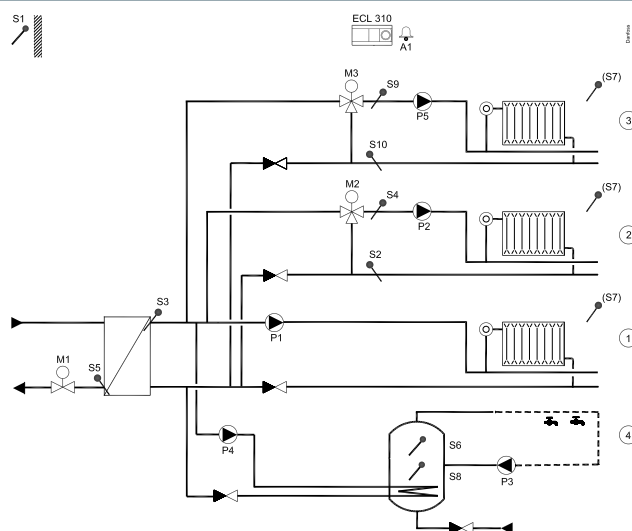 S1
ECL 310
A1
Danfoss
M3
S9
(S7)
P5
3
S10
M2
S4
(S7)
P2
2
S2
S3
(S7)
P1
1
M1
S5
4
P4
S6
S8
P3